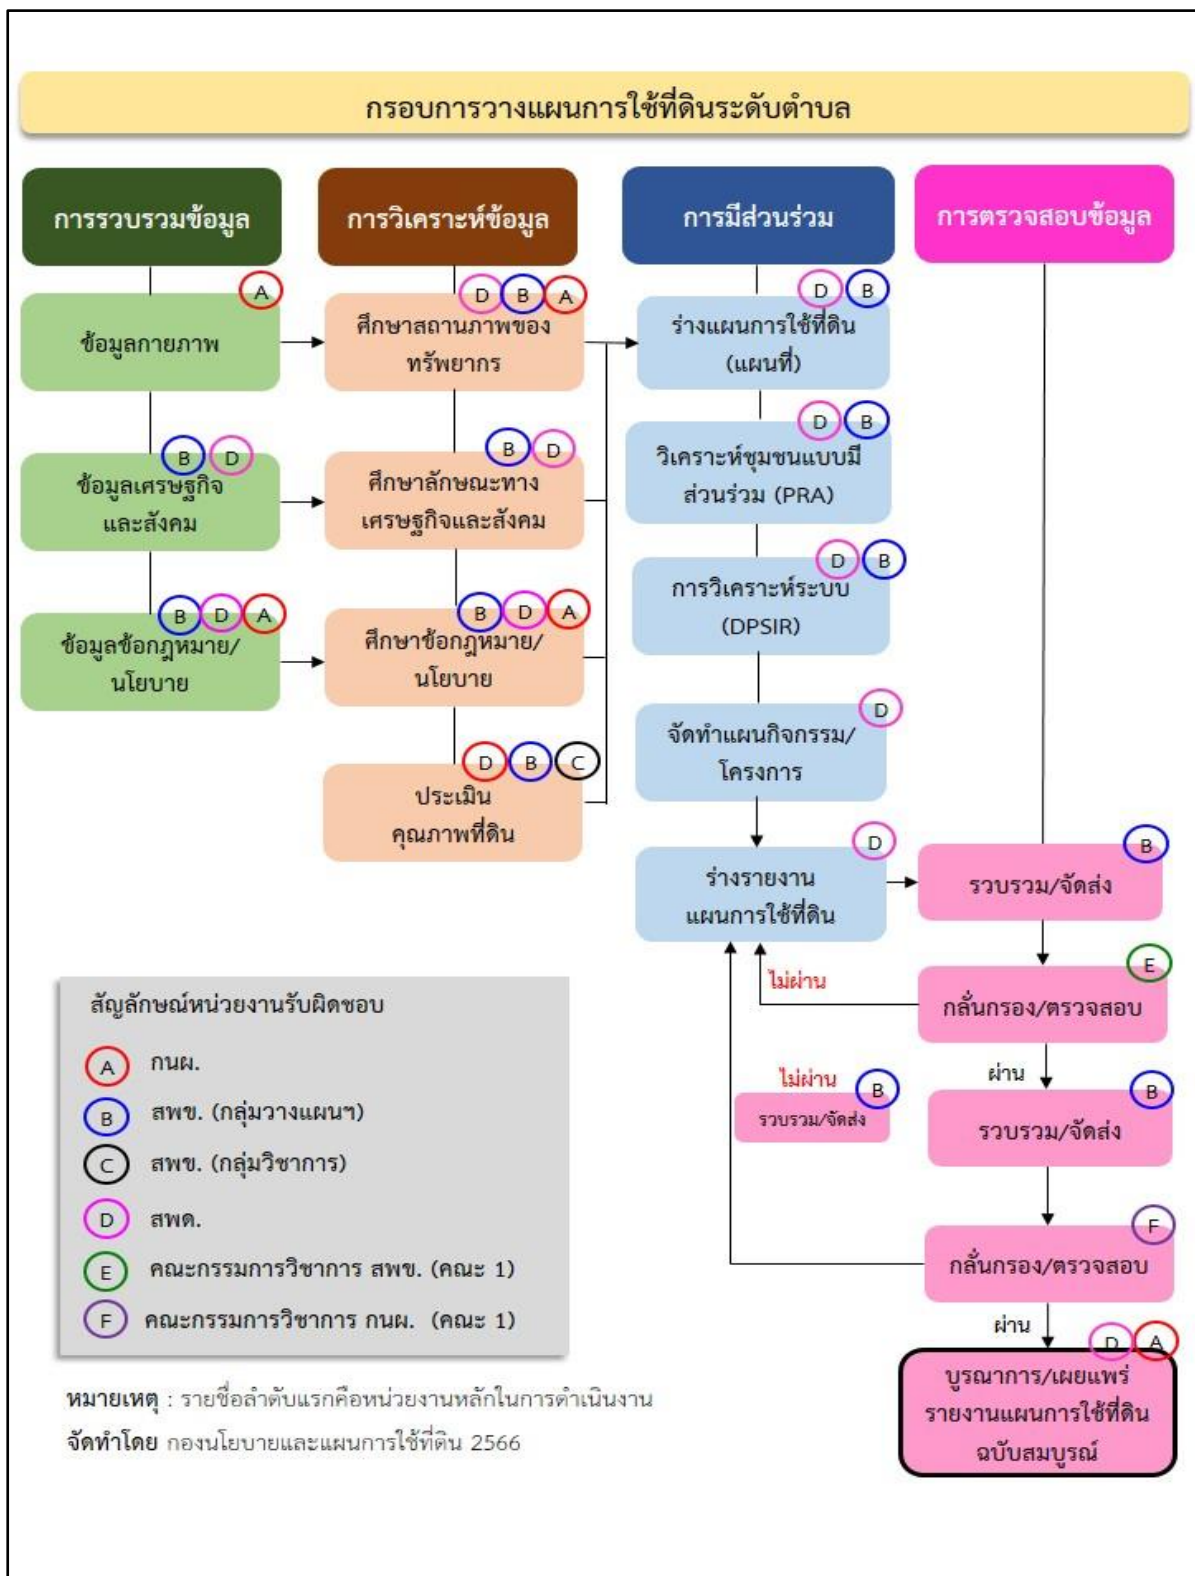 กรอบการวางแผนการใช้ที่ดินระดับตำบล
การรวบรวมข้อมูล
A
ข้อมูลกายภาพ
B D
ข้อมูลเศรษฐกิจ
และสังคม
B D A
ข้อมูลข้อกฎหมาย/
นโยบาย
การวิเคราะห์ข้อมูล
D B A
ศึกษาสถานภาพของ
ทรัพยากร
B D
ศึกษาลักษณะทาง
เศรษฐกิจและสังคม
B D A
ศึกษาข้อกฎหมาย/
นโยบาย
D B C
ประเมิน
คุณภาพที่ดิน
การมีส่วนร่วม
D B
ร่างแผนการใช้ที่ดิน
(แผนที่)
D B
วิเคราะห์ชุมชนแบบมี
ส่วนร่วม (PRA)
D B
การวิเคราะห์ระบบ
(DPSIR)
D
จัดทำแผนกิจกรรม/
โครงการ
D
ร่างรายงาน
แผนการใช้ที่ดิน
การตรวจสอบข้อมูล
B
รวบรวม/จัดส่ง
E
กลั่นกรอง/ตรวจสอบ
ไม่ผ่าน
ผ่าน
B
รวบรวม/จัดส่ง
ไม่ผ่าน
B
รวบรวม/จัดส่ง
F
กลั่นกรอง/ตรวจสอบ
ผ่าน
D A
บูรณาการ/เผยแพร่
รายงานแผนการใช้ที่ดิน
ฉบับสมบูรณ์
สัญลักษณ์หน่วยงานรับผิดชอบ
A กนผ.
B สพข. (กลุ่มวางแผนฯ)
C สพข. (กลุ่มวิชาการ)
D สพด.
E คณะกรรมการวิชาการ สพข. (คณะ 1)
F คณะกรรมการวิชาการ กนผ. (คณะ 1)
หมายเหตุ : รายชื่อลำดับแรกคือหน่วยงานหลักในการดำเนินงาน
จัดทำโดย กองนโยบายและแผนการใช้ที่ดิน 2566